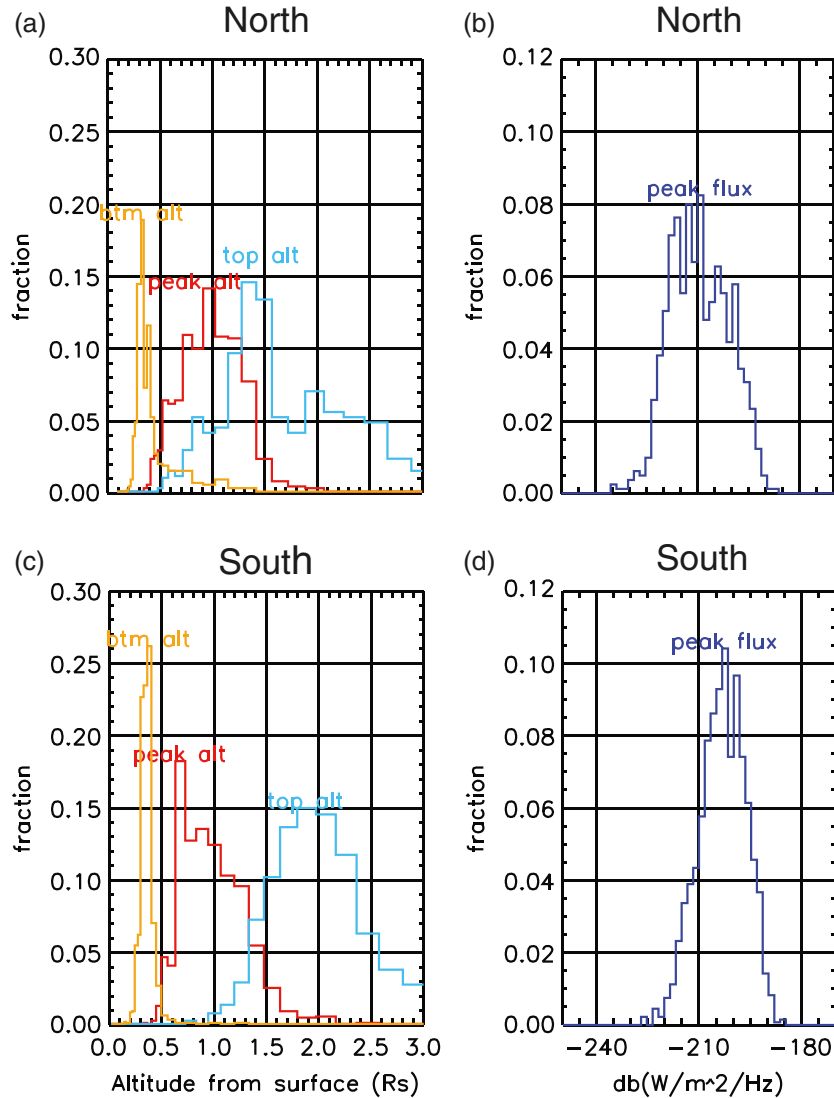 (a) North
0.30
0.25
0.20
0.15
0.10
0.05
0.00
fraction
btm alt
peak alt
top alt
(b) North
0.12
0.10
0.08
0.06
0.04
0.02
0.00
fraction
peak flux
(c) South
0.30
0.25
0.20
0.15
0.10
0.05
0.00
fraction
btm alt
peak alt
top alt
0.0 0.5 1.0 1.5 2.0 2.5 3.0
Altitude from surface (Rs)
(d) South
0.12
0.10
0.08
0.06
0.04
0.02
0.00
fraction
peak flux
-240 -210 -180
db(W/m^2/Hz)